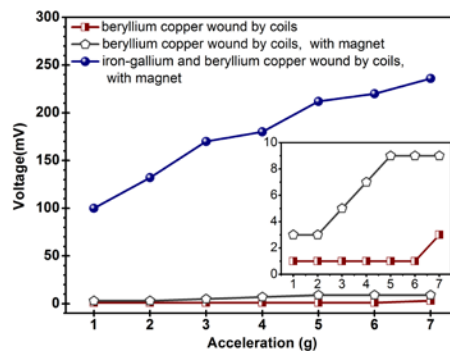 300
250
200
150
100
50
0
Voltage(mV)
beryllium copper wound by coils
beryllium copper wound by coils, with magnet
iron-gallium and beryllium copper wound by coils,
with magnet
10
8
6
4
2
0
1 2 3 4 5 6 7
1 2 3 4 5 6 7
Acceleration (g)